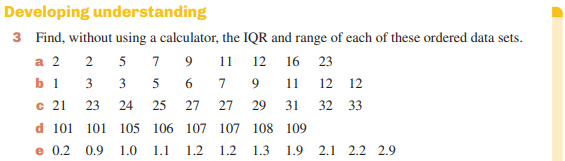 Developing understanding
3 Find, without using a calculator, the IQR and range of each of these ordered data sets.
a 2 2 5 7 9 11 12 16 23
b 1 3 3 5 6 7 9 11 12 12
c 21 23 24 25 27 27 29 31 32 33
d 101 101 105 106 107 107 108 109
e 0.2 0.9 1.0 1.1 1.2 1.2 1.3 1.9 2.1 2.2 2.9